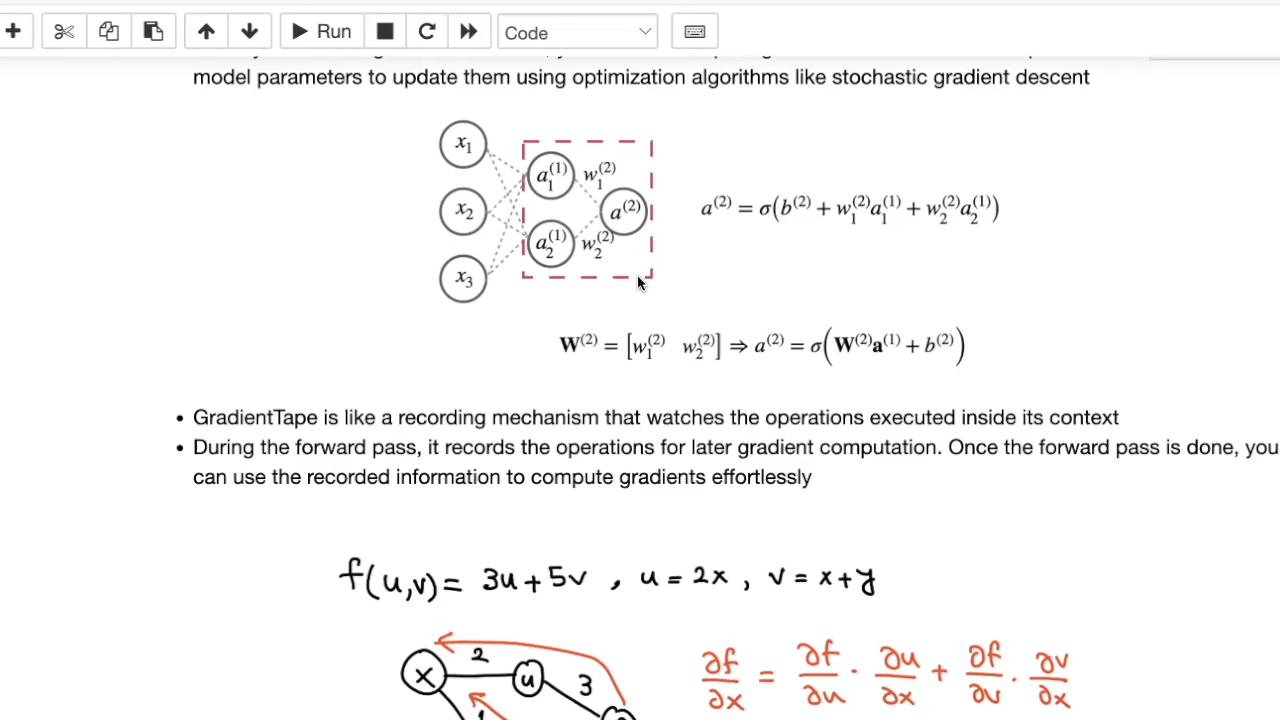 Run
Code
model parameters to update them using optimization algorithms like stochastic gradient descent
x₁
x₂
x₃
a₁⁽¹⁾ w₁⁽²⁾
a⁽²⁾
a₂⁽¹⁾ w₂⁽²⁾
a⁽²⁾ = σ(b⁽²⁾ + w₁⁽²⁾a₁⁽¹⁾ + w₂⁽²⁾a₂⁽¹⁾)
W⁽²⁾ = [w₁⁽²⁾ w₂⁽²⁾] ⇒ a⁽²⁾ = σ(W⁽²⁾a⁽¹⁾ + b⁽²⁾)
• GradientTape is like a recording mechanism that watches the operations executed inside its context
• During the forward pass, it records the operations for later gradient computation. Once the forward pass is done, you
can use the recorded information to compute gradients effortlessly
f(u,v) = 3u + 5v , u = 2x , v = x + y
x 2 u 3
∂f/∂x = ∂f/∂u · ∂u/∂x + ∂f/∂v · ∂v/∂x